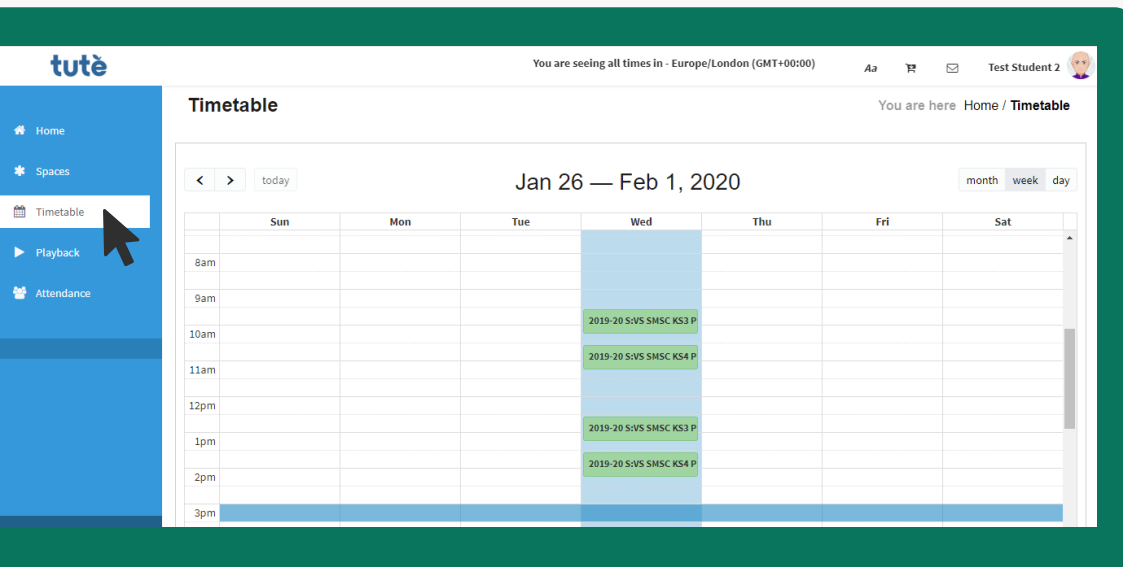 tutè
You are seeing all times in - Europe/London (GMT+00:00)
Aa
Test Student 2
Timetable
You are here Home / Timetable
Home
Spaces
Timetable
Playback
Attendance
today
Jan 26 — Feb 1, 2020
month week day
Sun Mon Tue Wed Thu Fri Sat
8am
9am
2019-20 S:VS SMSC KS3 P
10am
2019-20 S:VS SMSC KS4 P
11am
12pm
2019-20 S:VS SMSC KS3 P
1pm
2019-20 S:VS SMSC KS4 P
2pm
3pm